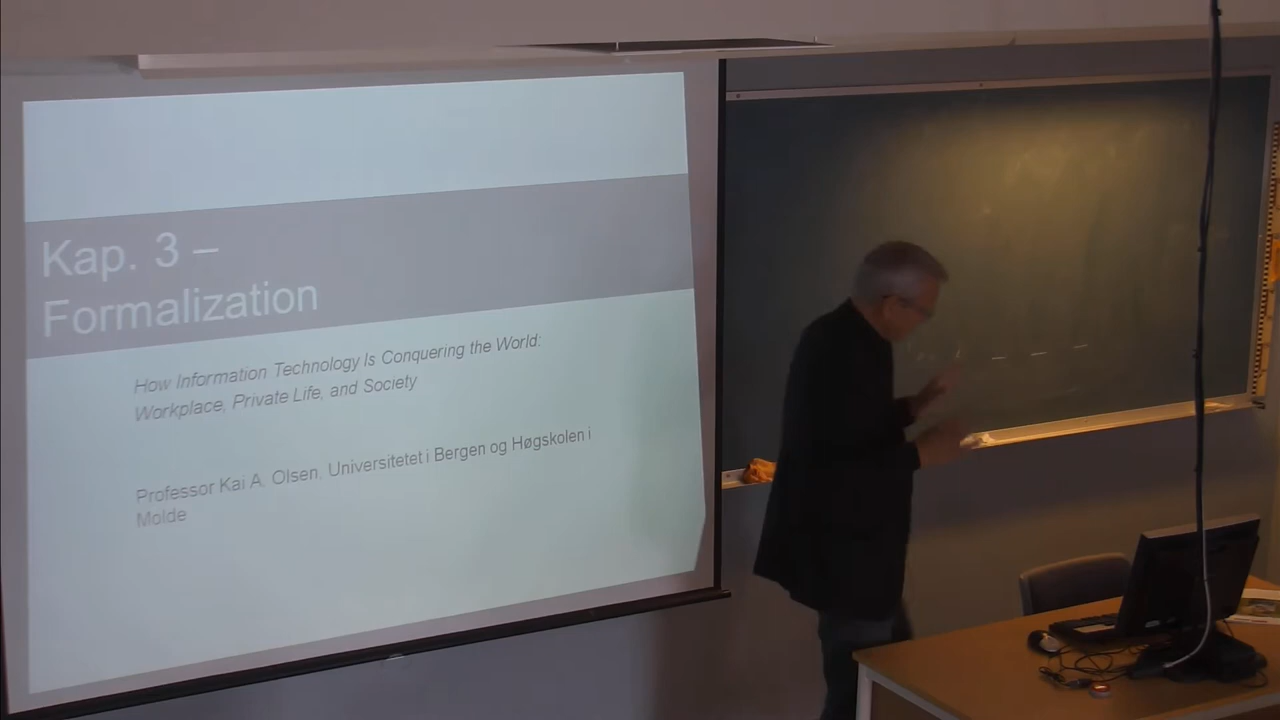 Kap. 3 –
Formalization
How Information Technology Is Conquering the World:
Workplace, Private Life, and Society
Professor Kai A. Olsen, Universitetet i Bergen og Høgskolen i
Molde